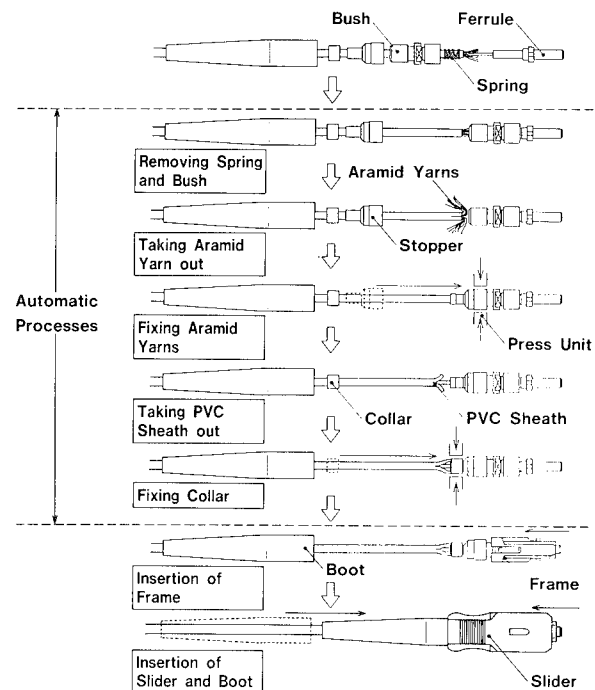 Bush
Ferrule
Spring
Removing Spring
and Bush
Aramid Yarns
Taking Aramid
Yarn out
Stopper
Automatic
Processes
Fixing Aramid
Yarns
Press Unit
Taking PVC
Sheath out
Collar
PVC Sheath
Fixing Collar
Insertion of
Frame
Boot
Frame
Insertion of
Slider and Boot
Slider